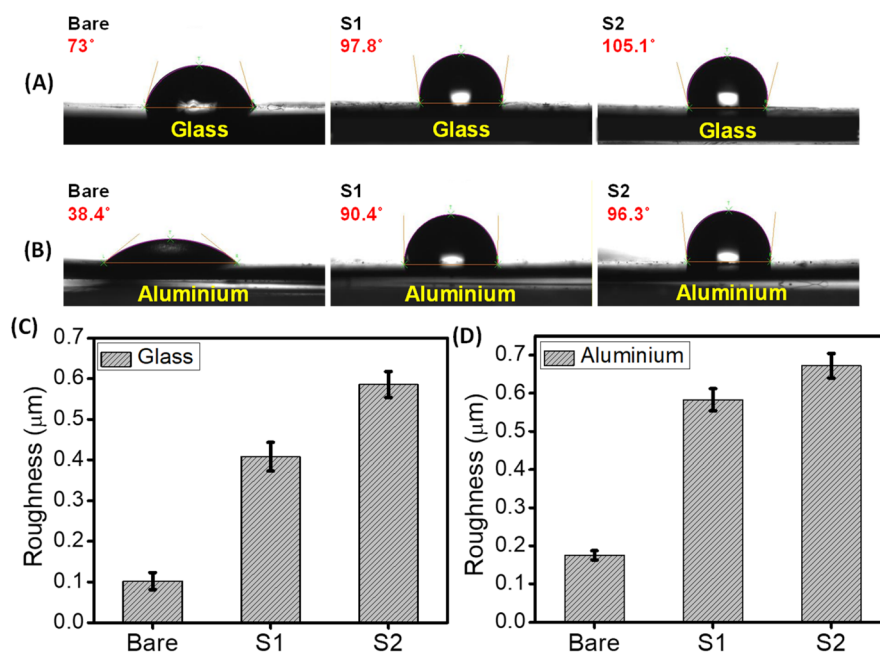 (A)
Bare
73°
Glass
S1
97.8°
Glass
S2
105.1°
Glass
(B)
Bare
38.4°
Aluminium
S1
90.4°
Aluminium
S2
96.3°
Aluminium
(C)
Glass
Roughness (μm)
0.7
0.6
0.5
0.4
0.3
0.2
0.1
0.0
Bare
S1
S2
(D)
Aluminium
Roughness (μm)
0.7
0.6
0.5
0.4
0.3
0.2
0.1
0.0
Bare
S1
S2